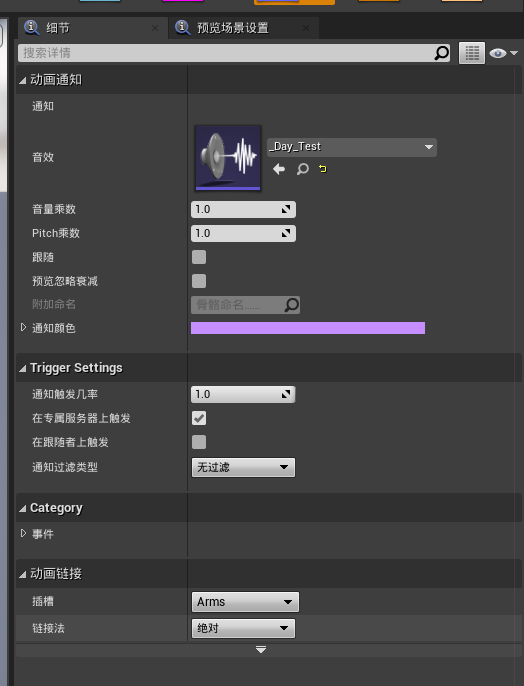 细节
预览场景设置
搜索详情
动画通知
通知
音效
_Day_Test
音量乘数
1.0
Pitch乘数
1.0
跟随
预览忽略衰减
附加命名
骨骼命名......
通知颜色
Trigger Settings
通知触发几率
1.0
在专属服务器上触发
在跟随者上触发
通知过滤类型
无过滤
Category
事件
动画链接
插槽
Arms
链接法
绝对